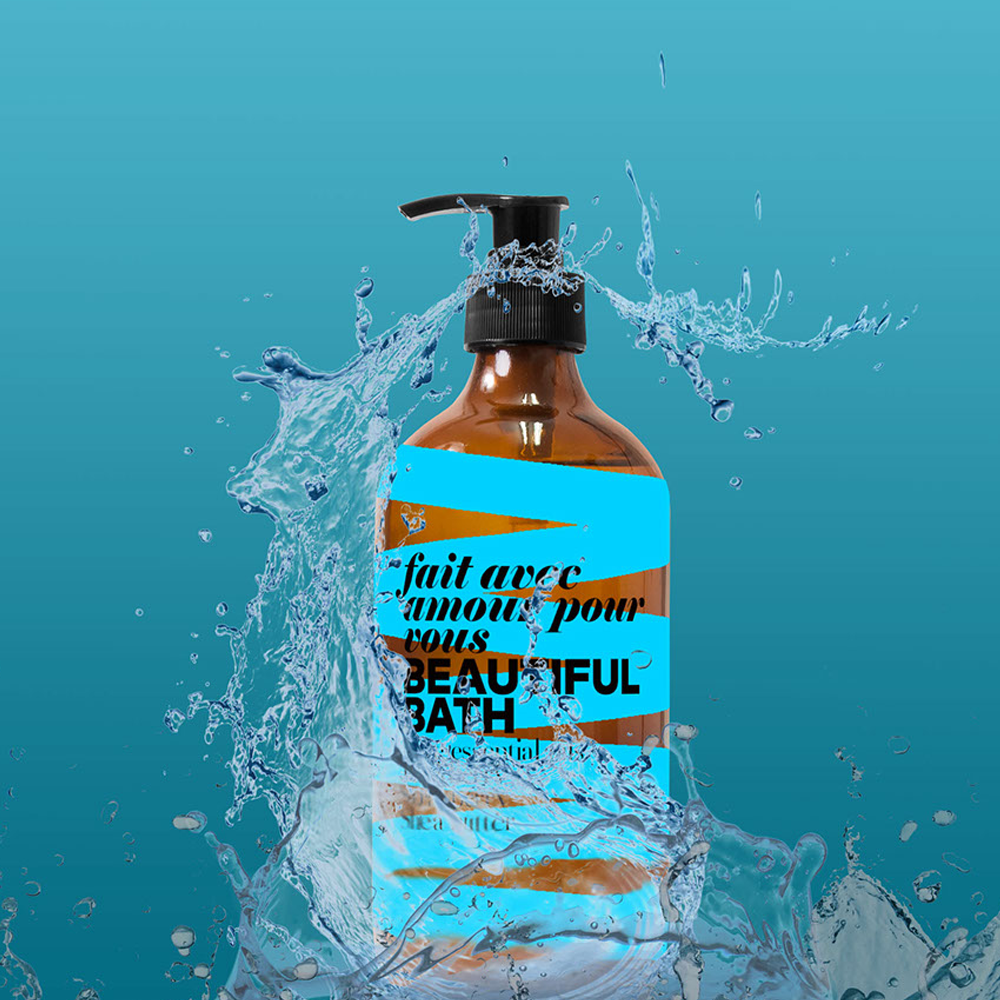 fait avec
amour pour
vous
BEAUTIFUL
BATH
essential
shea butter